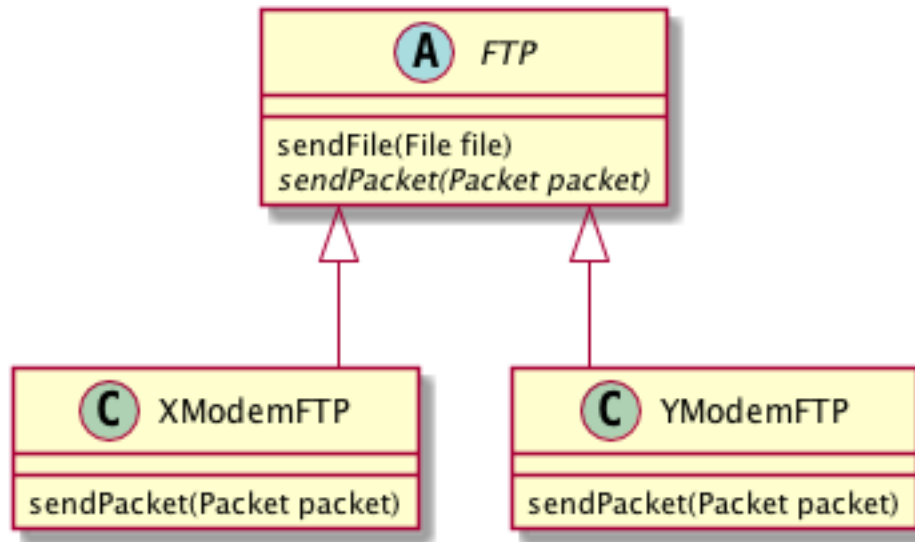 A FTP
sendFile(File file)
sendPacket(Packet packet)
C XModemFTP
sendPacket(Packet packet)
C YModemFTP
sendPacket(Packet packet)